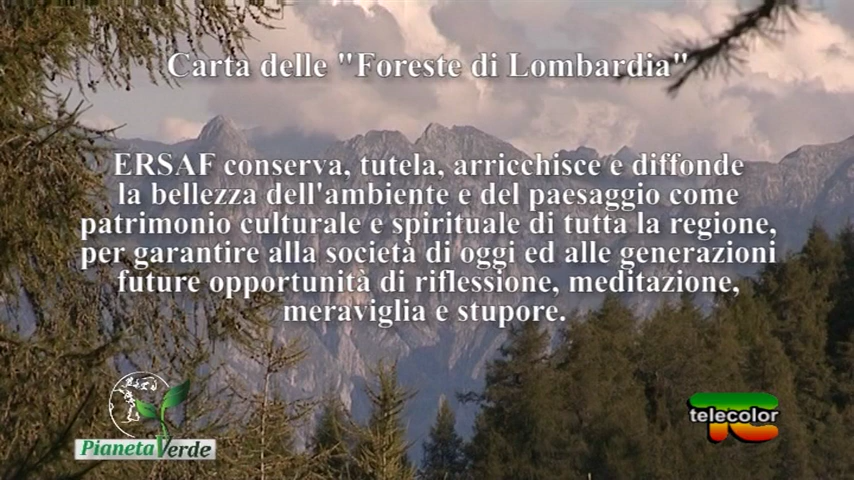 Carta delle "Foreste di Lombardia"
ERSAF conserva, tutela, arricchisce e diffonde
la bellezza dell'ambiente e del paesaggio come
patrimonio culturale e spirituale di tutta la regione,
per garantire alla società di oggi ed alle generazioni
future opportunità di riflessione, meditazione,
meraviglia e stupore.
PianetaVerde
telecolor